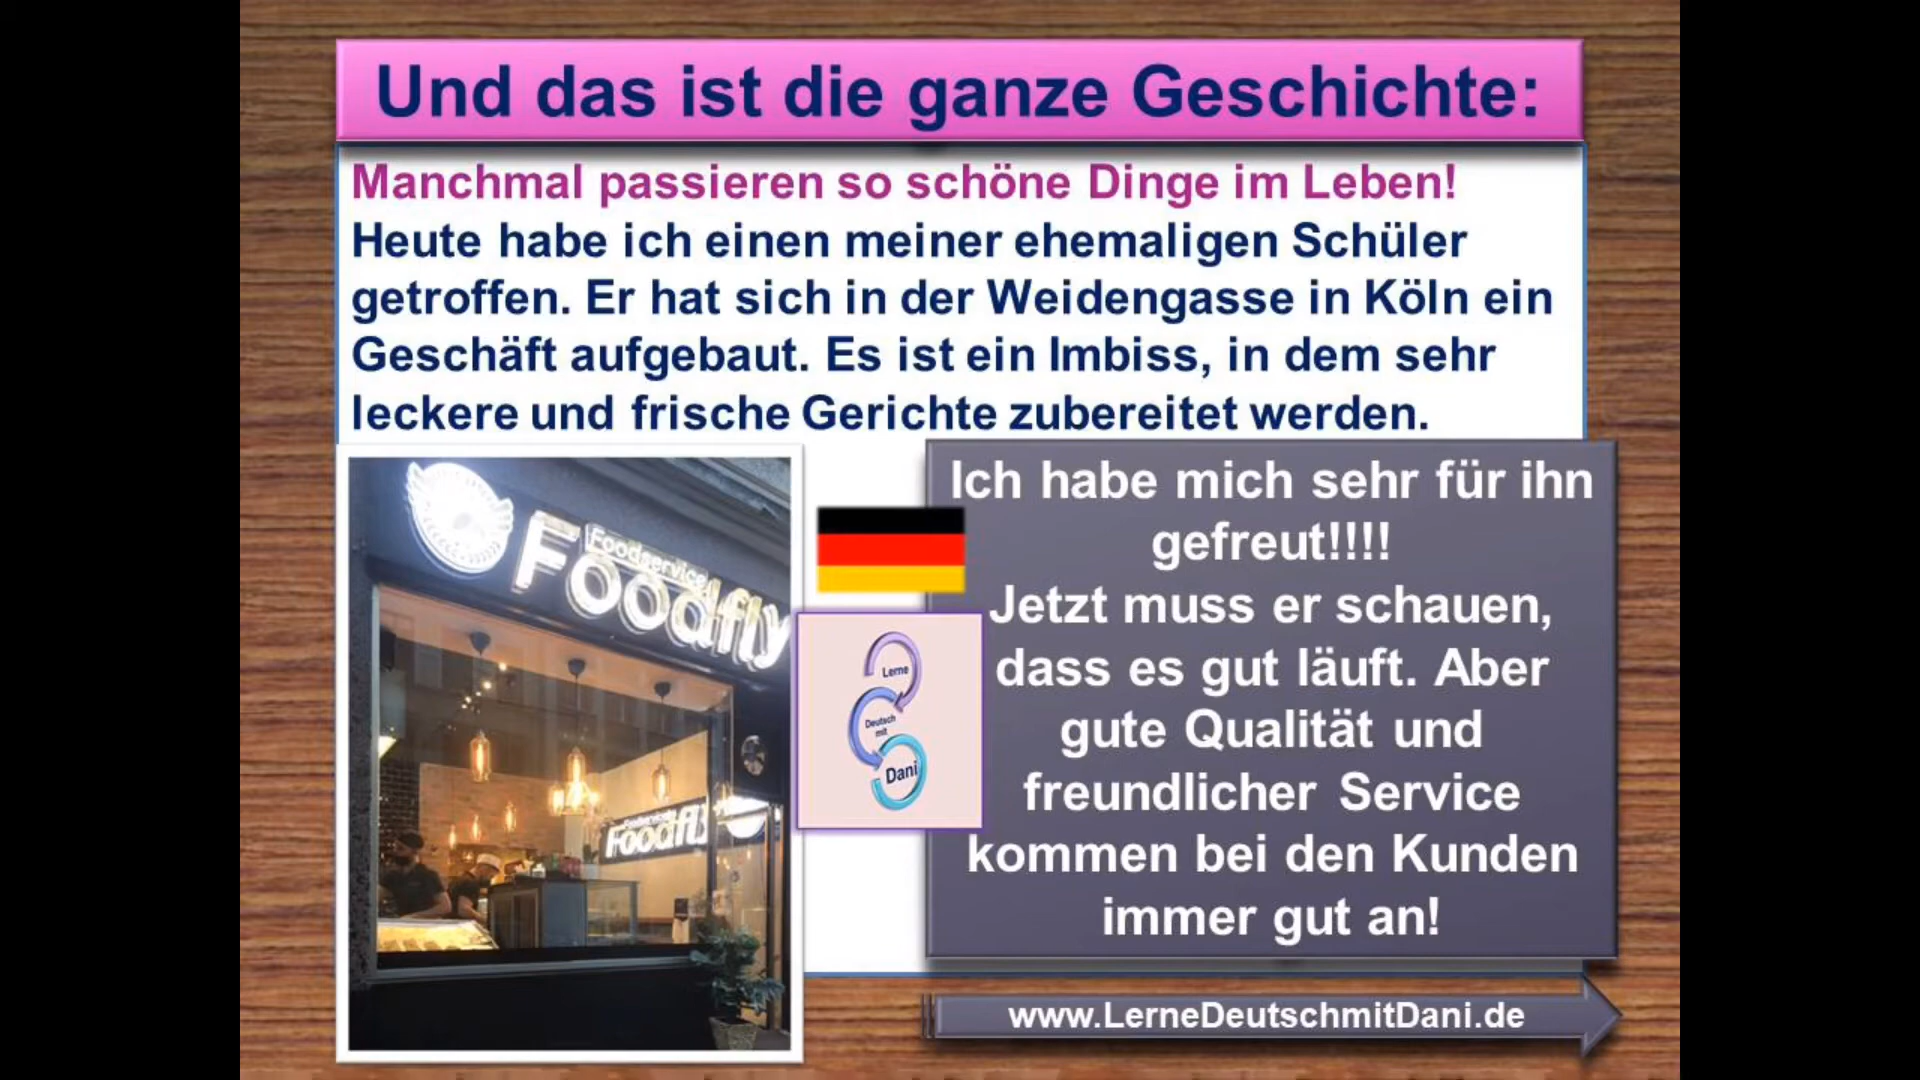 Und das ist die ganze Geschichte:
Manchmal passieren so schöne Dinge im Leben!
Heute habe ich einen meiner ehemaligen Schüler
getroffen. Er hat sich in der Weidengasse in Köln ein
Geschäft aufgebaut. Es ist ein Imbiss, in dem sehr
leckere und frische Gerichte zubereitet werden.
Foodservice
Foodfly
Foodservice
Foodfly
Lerne
Deutsch
mit
Dani
Ich habe mich sehr für ihn
gefreut!!!!
Jetzt muss er schauen,
dass es gut läuft. Aber
gute Qualität und
freundlicher Service
kommen bei den Kunden
immer gut an!
www.LerneDeutschmitDani.de